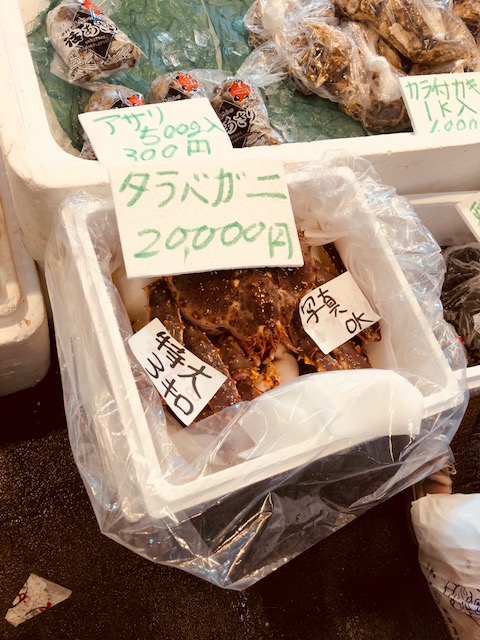 アサリ
500g入
300円
カラ付カキ
1K入
1,000
タラベガニ
20,000円
写真
OK
特大
3キロ